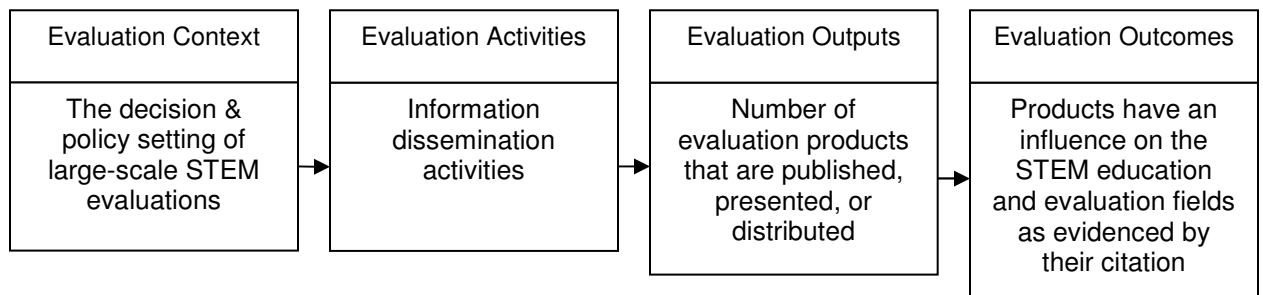 Evaluation Context
The decision &
policy setting of
large-scale STEM
evaluations
Evaluation Activities
Information
dissemination
activities
Evaluation Outputs
Number of
evaluation products
that are published,
presented, or
distributed
Evaluation Outcomes
Products have an
influence on the
STEM education
and evaluation fields
as evidenced by
their citation